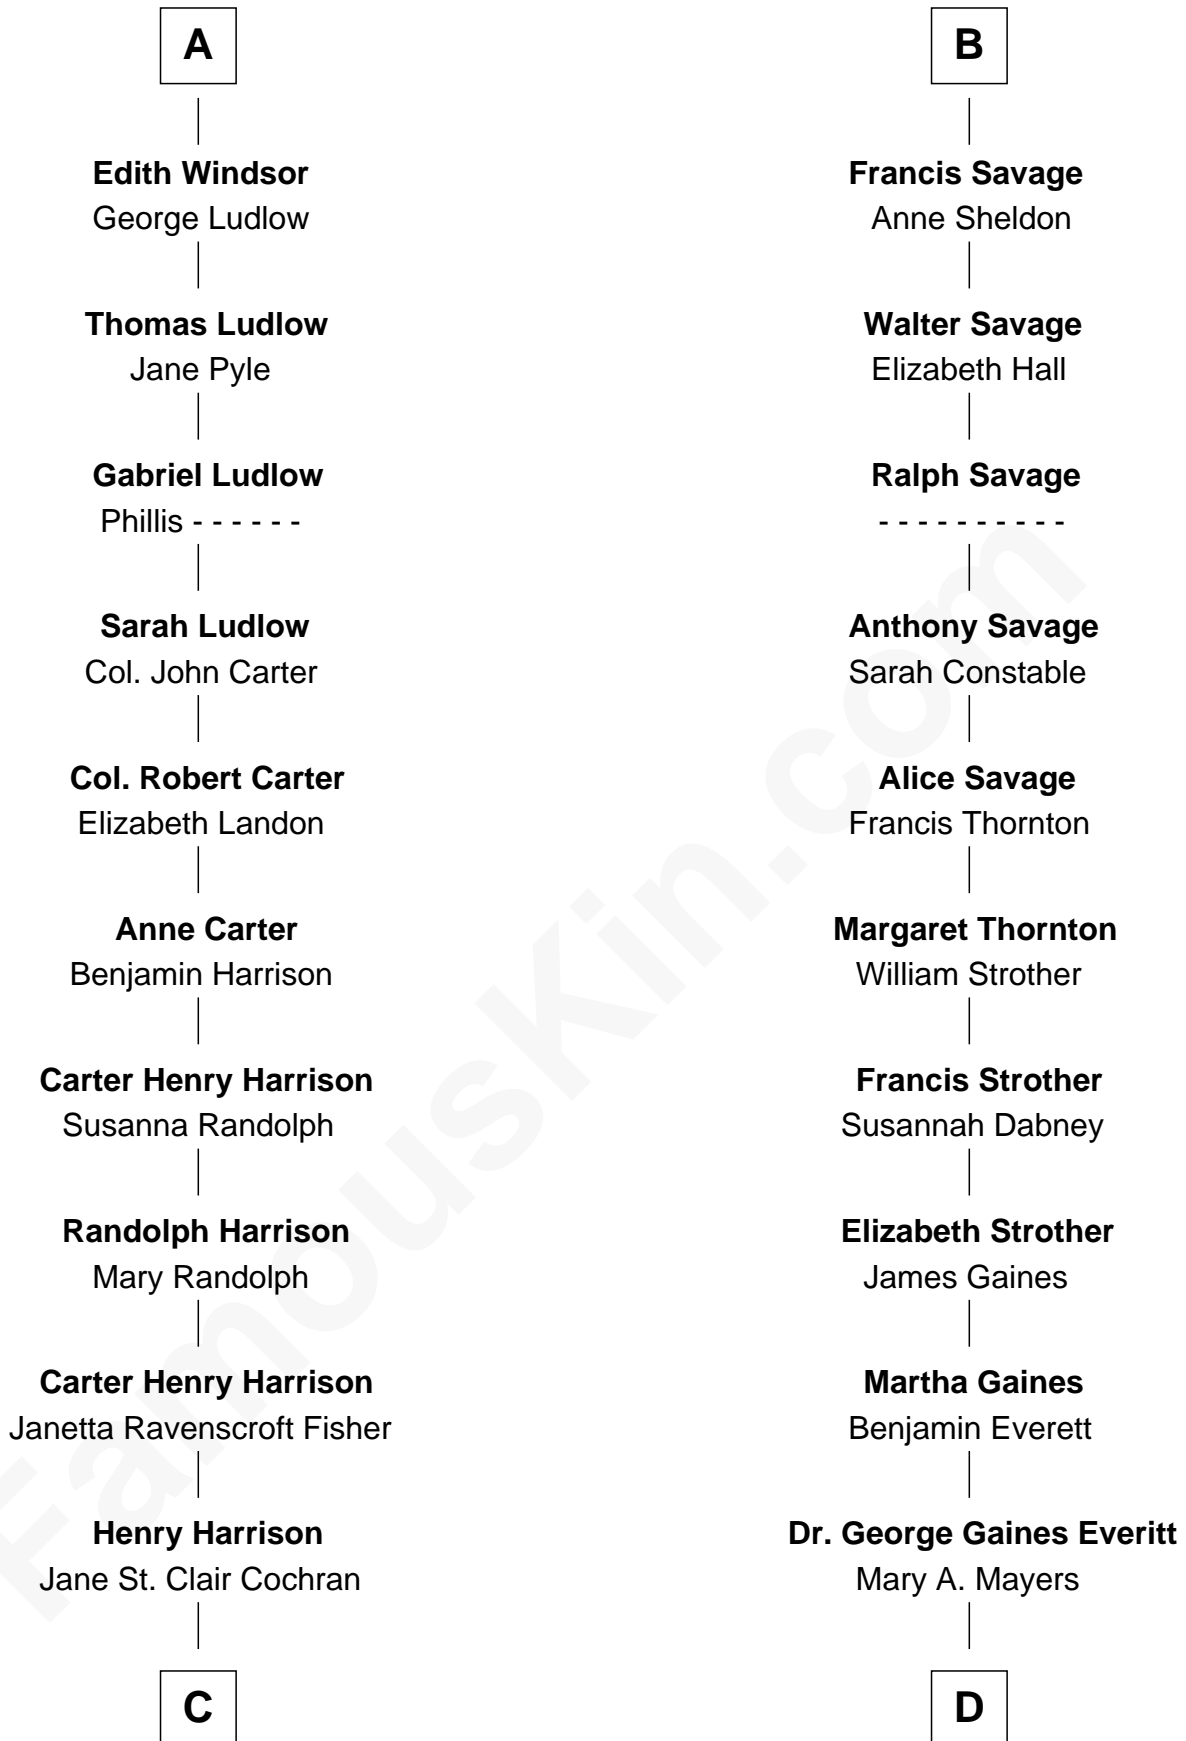 A
Edith Windsor
George Ludlow
Thomas Ludlow
Jane Pyle
Gabriel Ludlow
Phillis - - - - - -
Sarah Ludlow
Col. John Carter
Col. Robert Carter
Elizabeth Landon
Anne Carter
Benjamin Harrison
Carter Henry Harrison
Susanna Randolph
Randolph Harrison
Mary Randolph
Carter Henry Harrison
Janetta Ravenscroft Fisher
Henry Harrison
Jane St. Clair Cochran
C
B
Francis Savage
Anne Sheldon
Walter Savage
Elizabeth Hall
Ralph Savage
- - - - - - - - - -
Anthony Savage
Sarah Constable
Alice Savage
Francis Thornton
Margaret Thornton
William Strother
Francis Strother
Susannah Dabney
Elizabeth Strother
James Gaines
Martha Gaines
Benjamin Everett
Dr. George Gaines Everitt
Mary A. Mayers
D
FamousKin.com